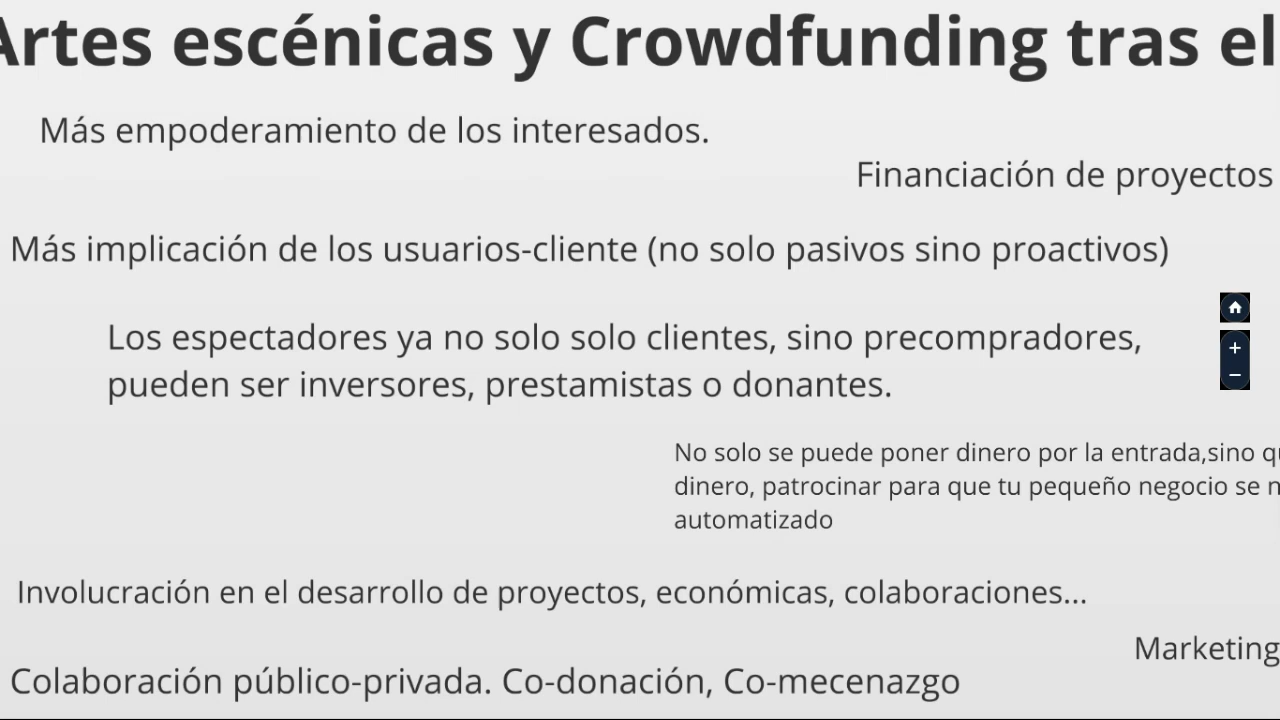 Artes escénicas y Crowdfunding tras el
Más empoderamiento de los interesados.
Financiación de proyectos
Más implicación de los usuarios-cliente (no solo pasivos sino proactivos)
Los espectadores ya no solo solo clientes, sino precompradores,
pueden ser inversores, prestamistas o donantes.
No solo se puede poner dinero por la entrada,sino
dinero, patrocinar para que tu pequeño negocio se
automatizado
Involucración en el desarrollo de proyectos, económicas, colaboraciones...
Marketing
Colaboración público-privada. Co-donación, Co-mecenazgo